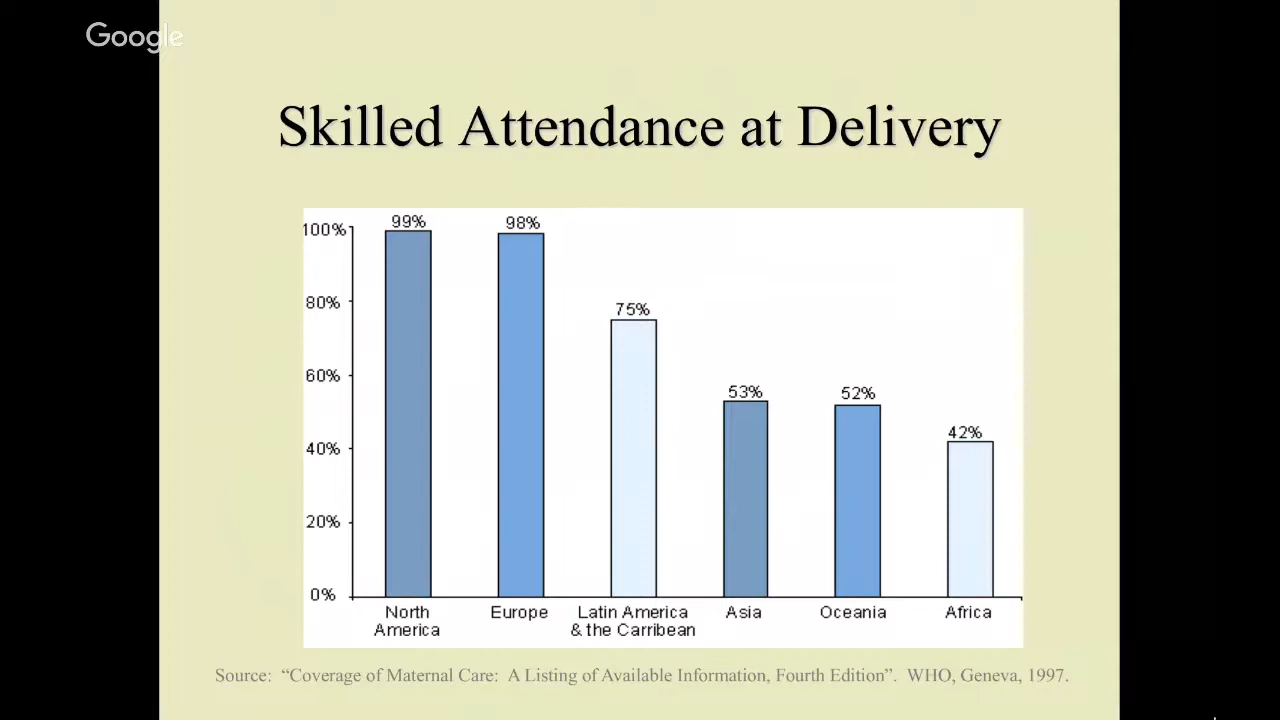 Google
Skilled Attendance at Delivery
99%
98%
100%
75%
80%
60%
53%
52%
42%
40%
20%
0%
North America
Europe
Latin America & the Carribean
Asia
Oceania
Africa
Source: “Coverage of Maternal Care: A Listing of Available Information, Fourth Edition”. WHO, Geneva, 1997.